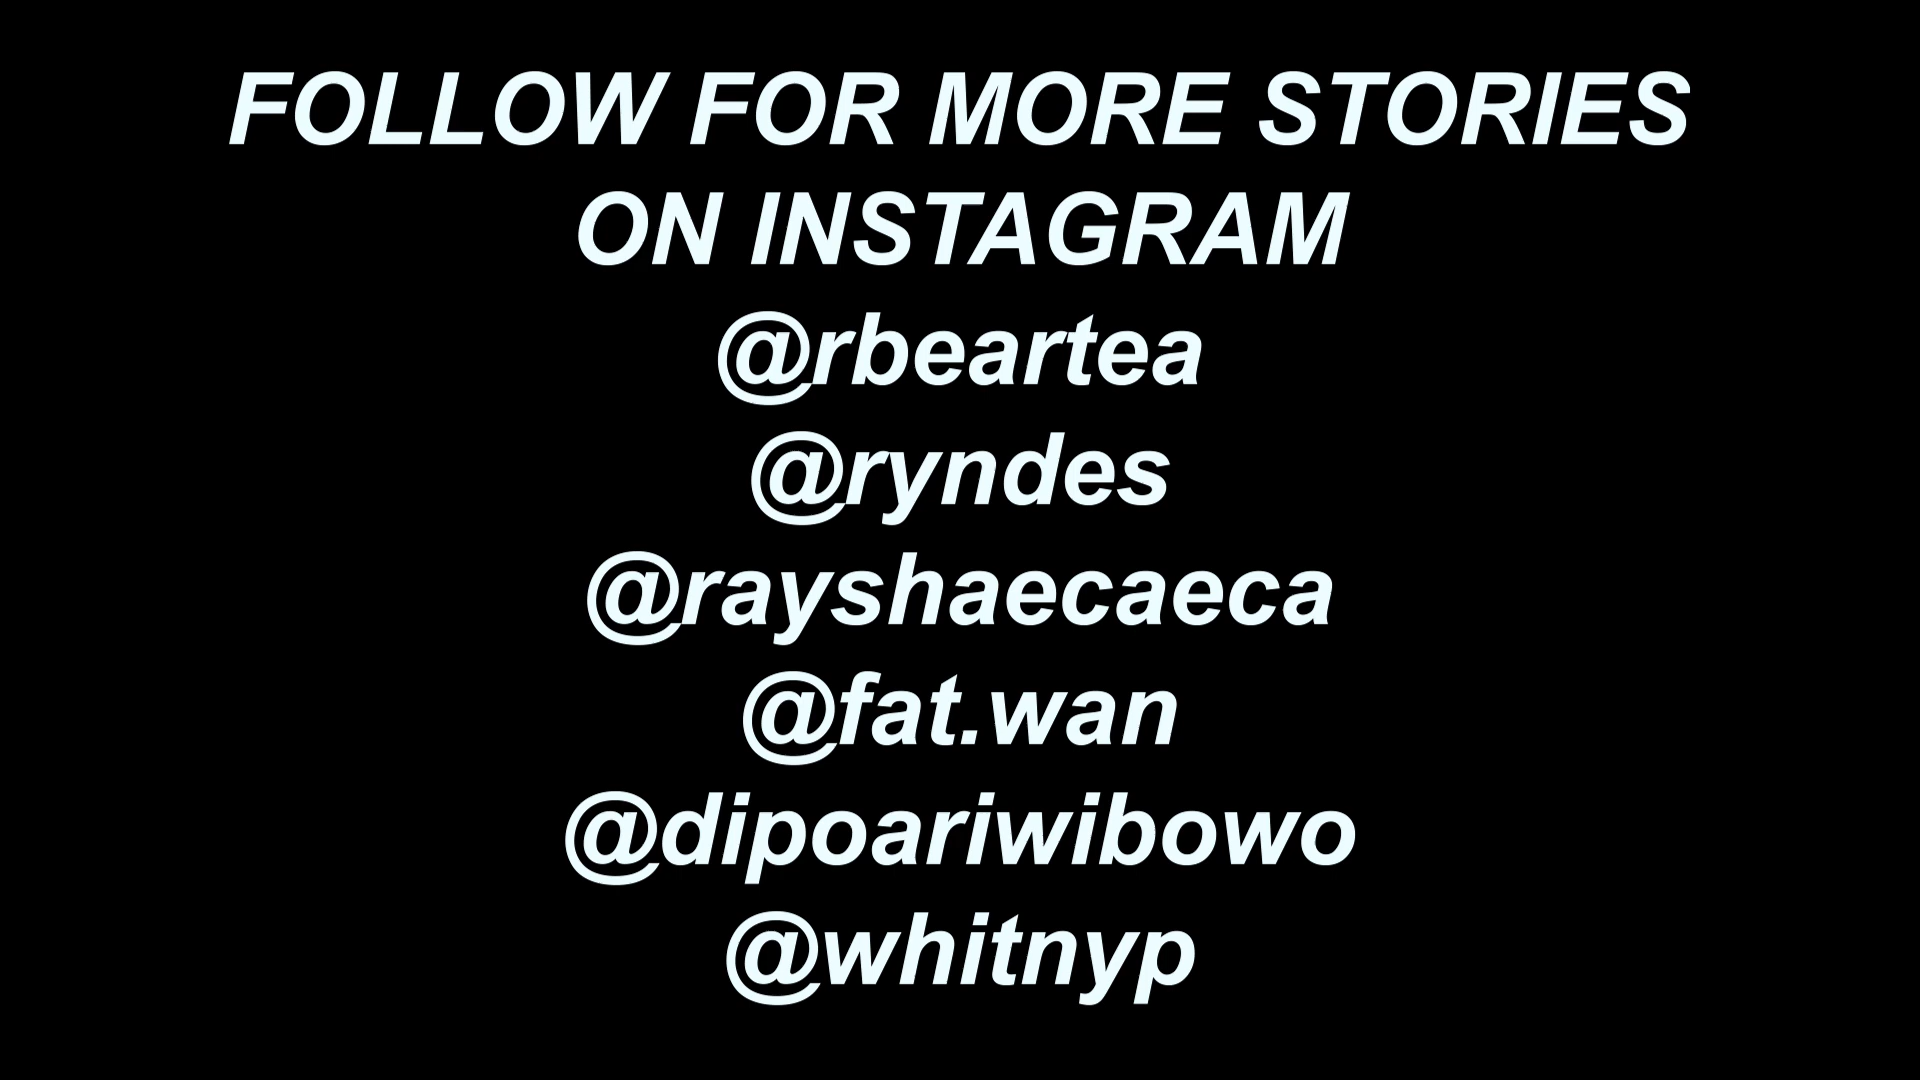 FOLLOW FOR MORE STORIES
ON INSTAGRAM
@rbeartea
@ryndes
@rayshaecaeca
@fat.wan
@dipoariwibowo
@whitnyp